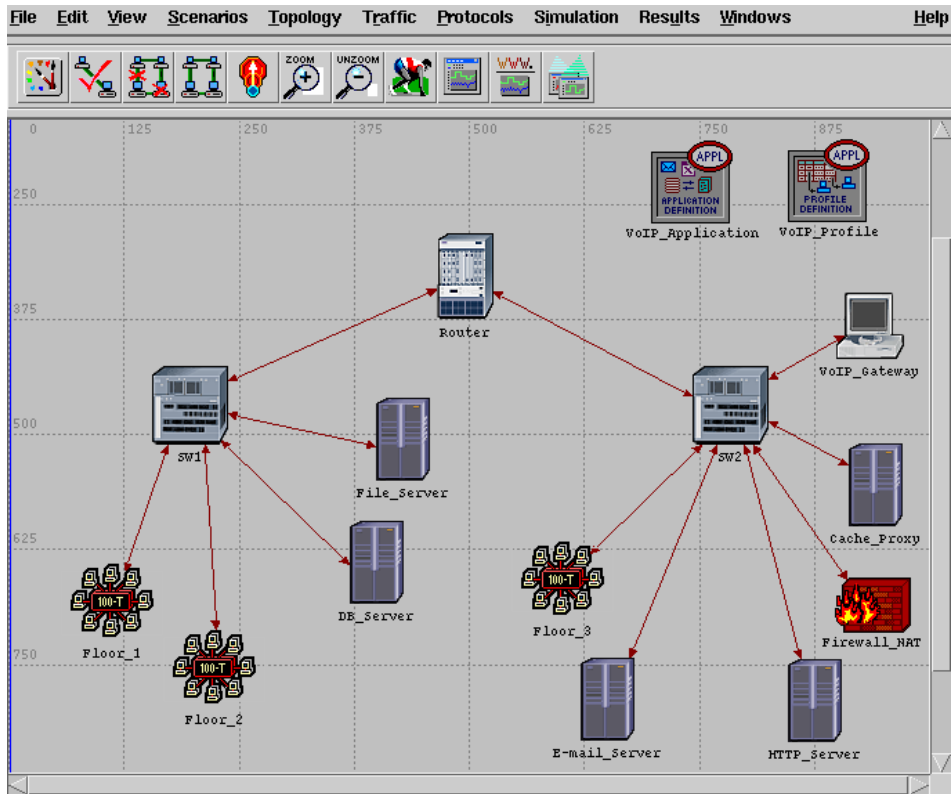 File Edit View Scenarios Topology Traffic Protocols Simulation Results Windows Help
ZOOM UNZOOM W.W.
0 125 250 375 500 625 750 875
APPL APPL
250
APPLICATION DEFINITION
PROFILE DEFINITION
VoIP_Application VoIP_Profile
375
Router
VoIP_Gateway
500
SW1 SW2
File_Server
625
Cache_Proxy
100-T 100-T
DB_Server
Floor_3
Floor_1
Firewall_NAT
750
100-T
Floor_2
E-mail_Server HTTP_Server